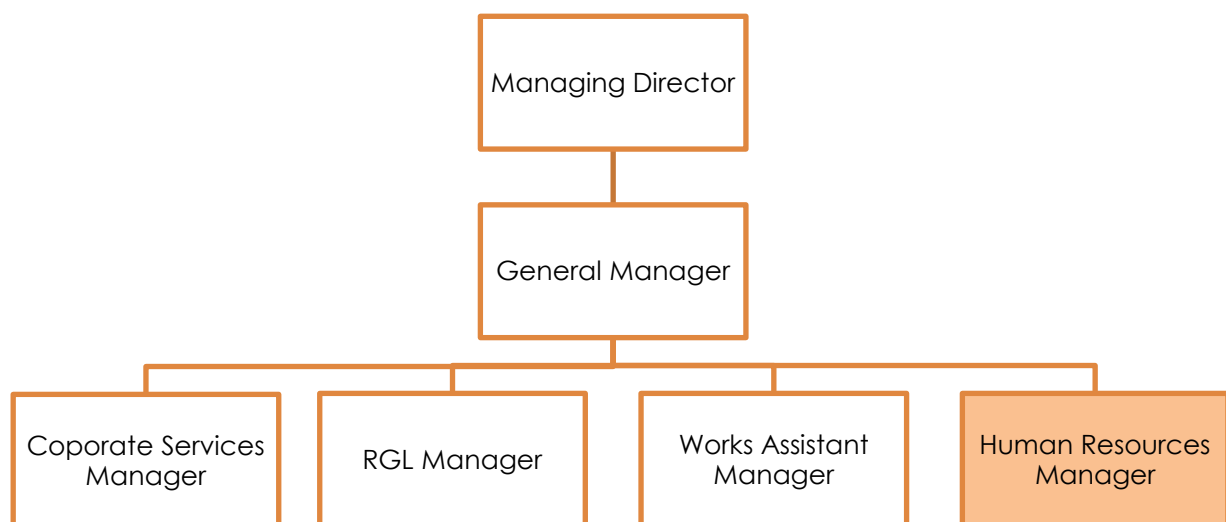 Managing Director
General Manager
Coporate Services
Manager
RGL Manager
Works Assistant
Manager
Human Resources
Manager